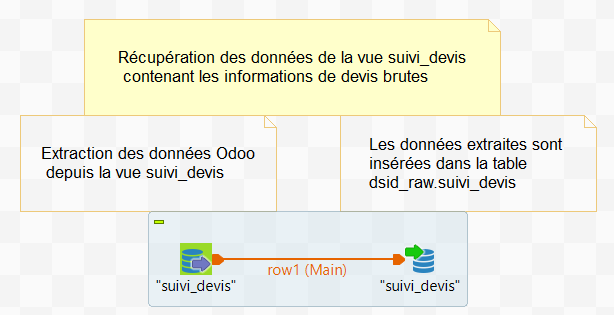 Récupération des données de la vue suivi_devis
contenant les informations de devis brutes
Extraction des données Odoo
depuis la vue suivi_devis
Les données extraites sont
insérées dans la table
dsid_raw.suivi_devis
row1 (Main)
"suivi_devis"
"suivi_devis"